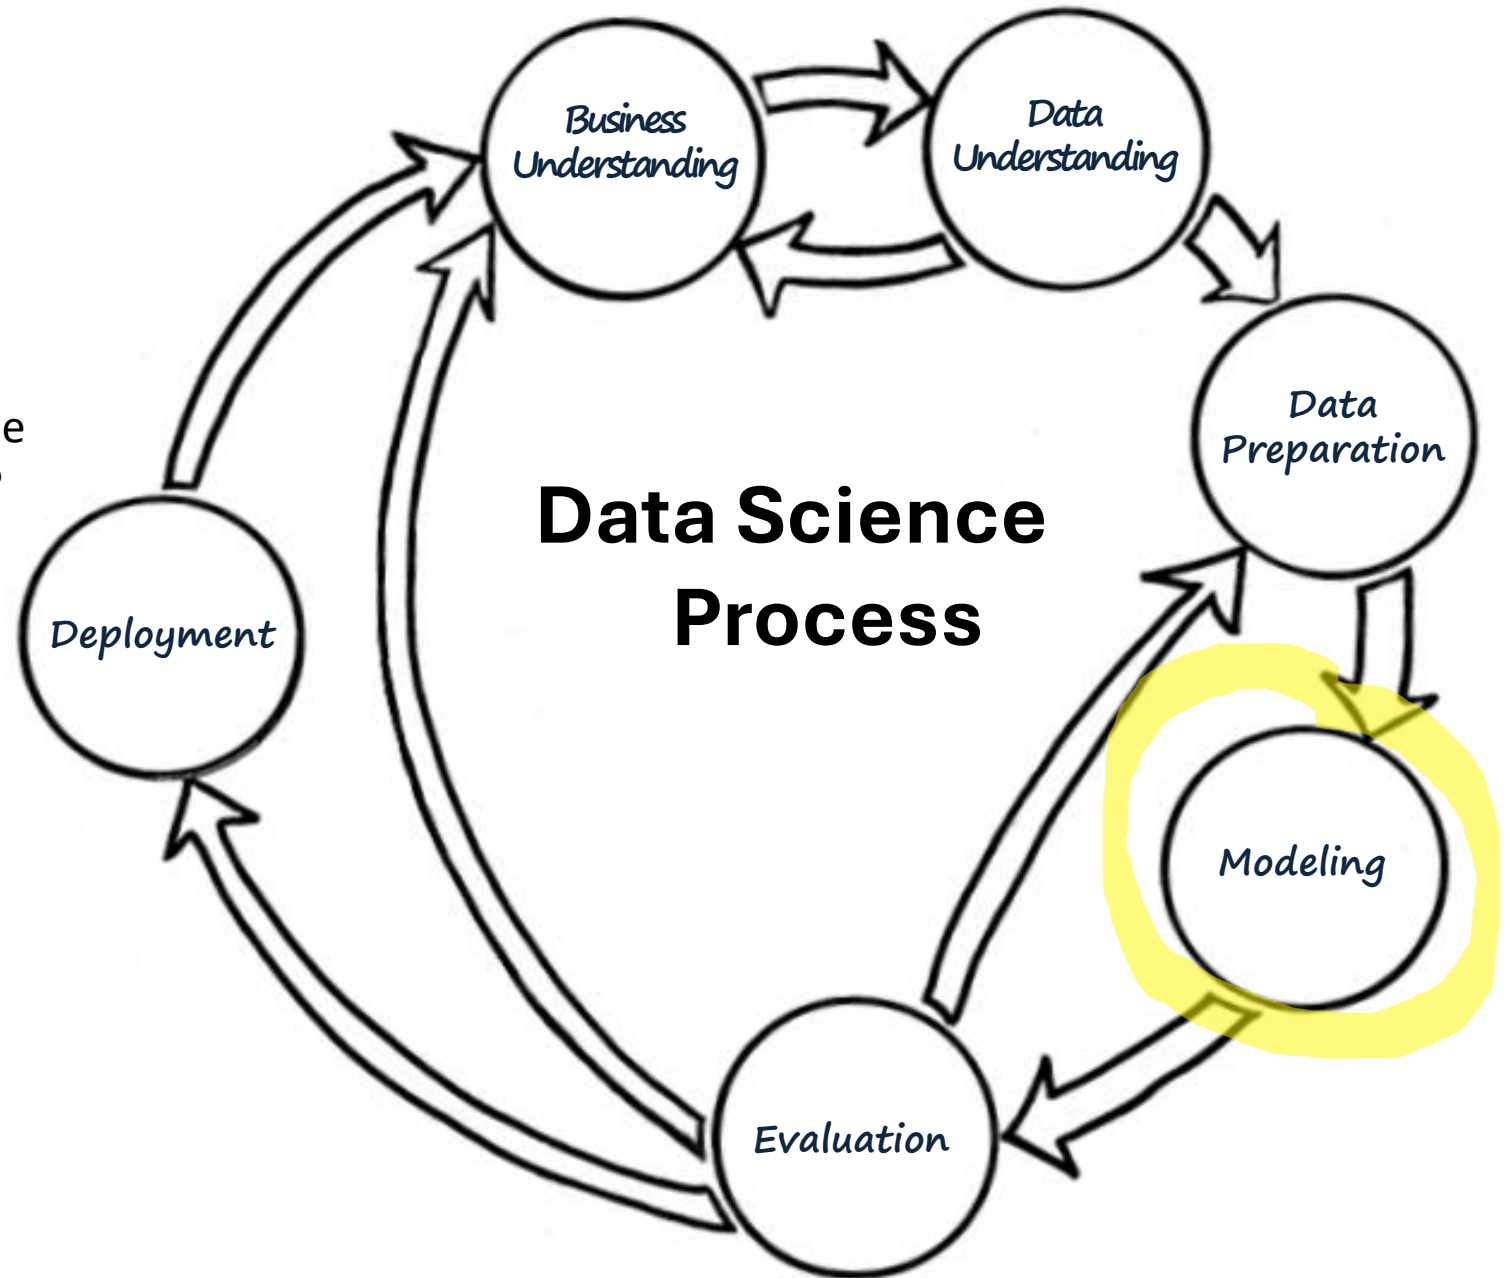 Business
Understanding
Data
Understanding
Data
Preparation
e
Data Science
Process
Deployment
Modeling
Evaluation